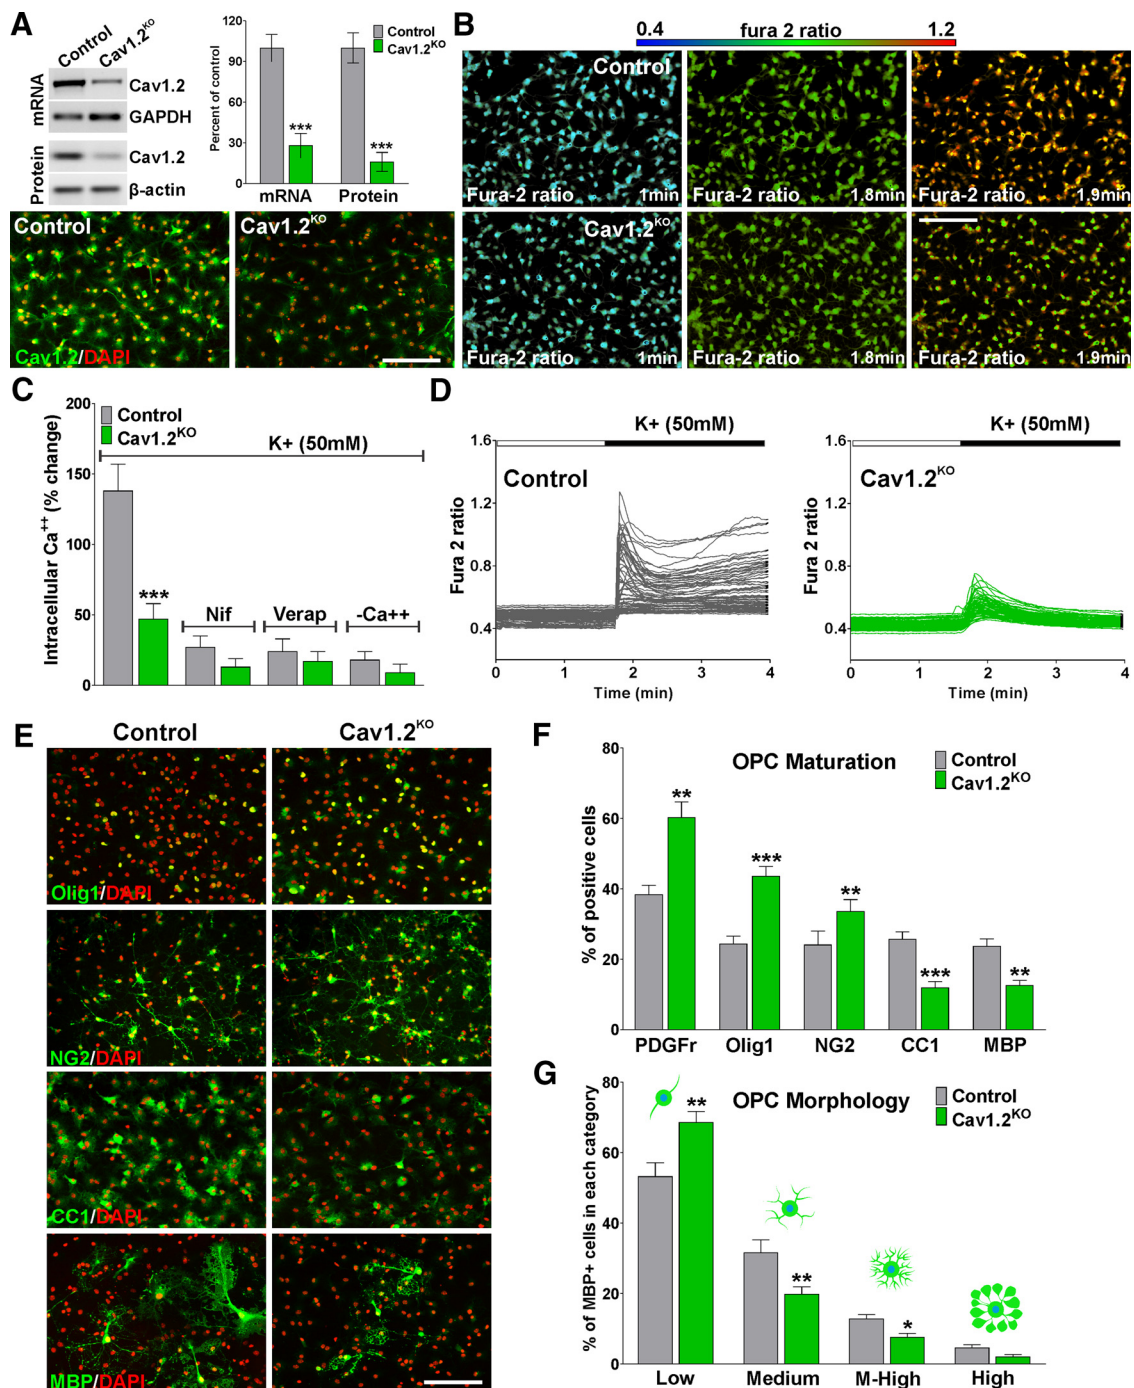 A
Control
Cav1.2KO
mRNA
Cav1.2
GAPDH
Protein
Cav1.2
β-actin
Percent of control
120
90
60
30
0
Control
Cav1.2KO
***
***
mRNA
Protein
Control
Cav1.2/DAPI
Cav1.2KO
B
0.4
fura 2 ratio
1.2
Control
Fura-2 ratio
1min
Fura-2 ratio
1.8min
Fura-2 ratio
1.9min
Cav1.2KO
Fura-2 ratio
1min
Fura-2 ratio
1.8min
Fura-2 ratio
1.9min
C
Intracellular Ca++ (% change)
200
150
100
50
0
Control
Cav1.2KO
K+ (50mM)
***
Nif
Verap
-Ca++
D
K+ (50mM)
Control
Fura 2 ratio
1.6
1.2
0.8
0.4
0 1 2 3 4
Time (min)
K+ (50mM)
Cav1.2KO
Fura 2 ratio
1.6
1.2
0.8
0.4
0 1 2 3 4
Time (min)
E
Control
Cav1.2KO
Olig1/DAPI
NG2/DAPI
CC1/DAPI
MBP/DAPI
F
OPC Maturation
Control
Cav1.2KO
% of positive cells
80
60
40
20
0
**
***
**
***
**
PDGFr
Olig1
NG2
CC1
MBP
G
OPC Morphology
Control
Cav1.2KO
% of MBP+ cells in each category
80
60
40
20
0
**
**
*
Low
Medium
M-High
High